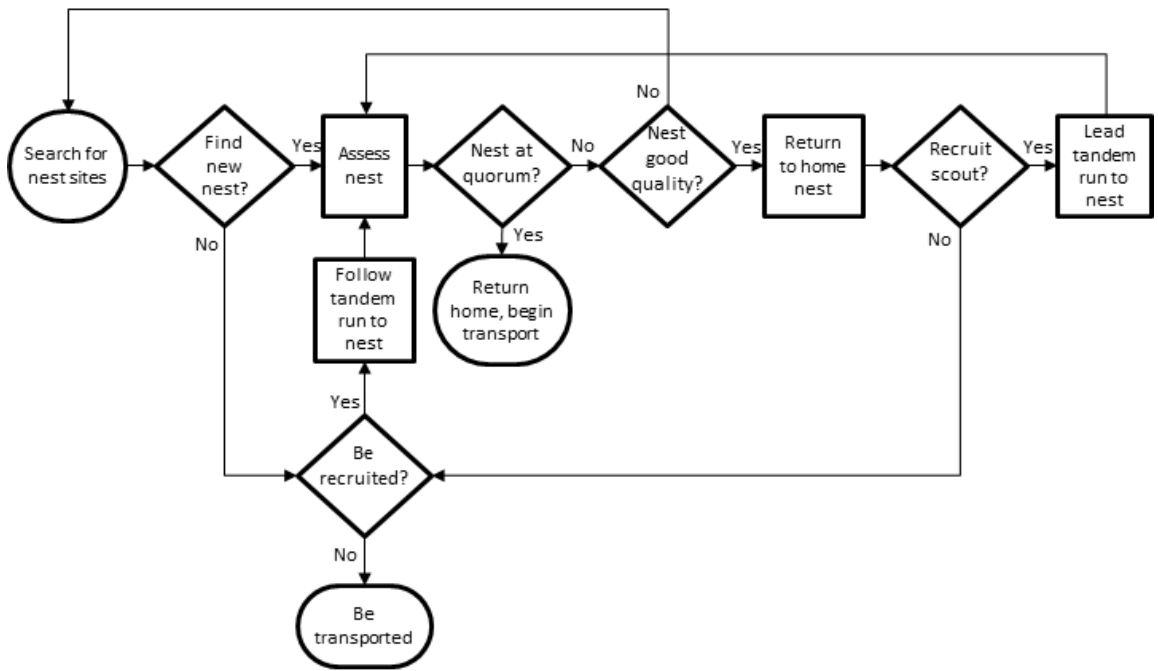 No
Search for
nest sites
Find
new
nest?
Yes
No
Assess
nest
Nest at
quorum?
No
Yes
Nest
good
quality?
Yes
Return
to home
nest
Recruit
scout?
Yes
No
Lead
tandem
run to
nest
Follow
tandem
run to
nest
Return
home, begin
transport
Yes
Be
recruited?
No
Be
transported